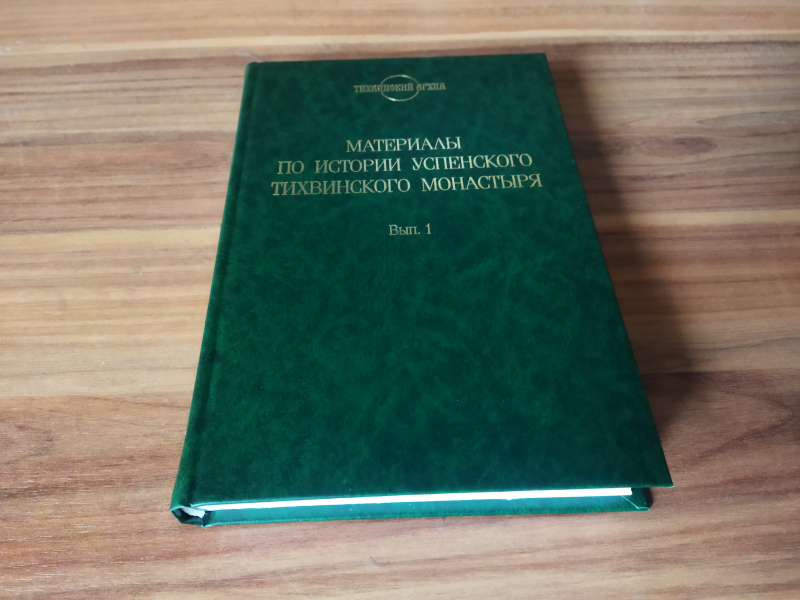 ТИХВИНСКИЙ АРХИВ
МАТЕРИАЛЫ
ПО ИСТОРИИ УСПЕНСКОГО
ТИХВИНСКОГО МОНАСТЫРЯ
Вып. 1